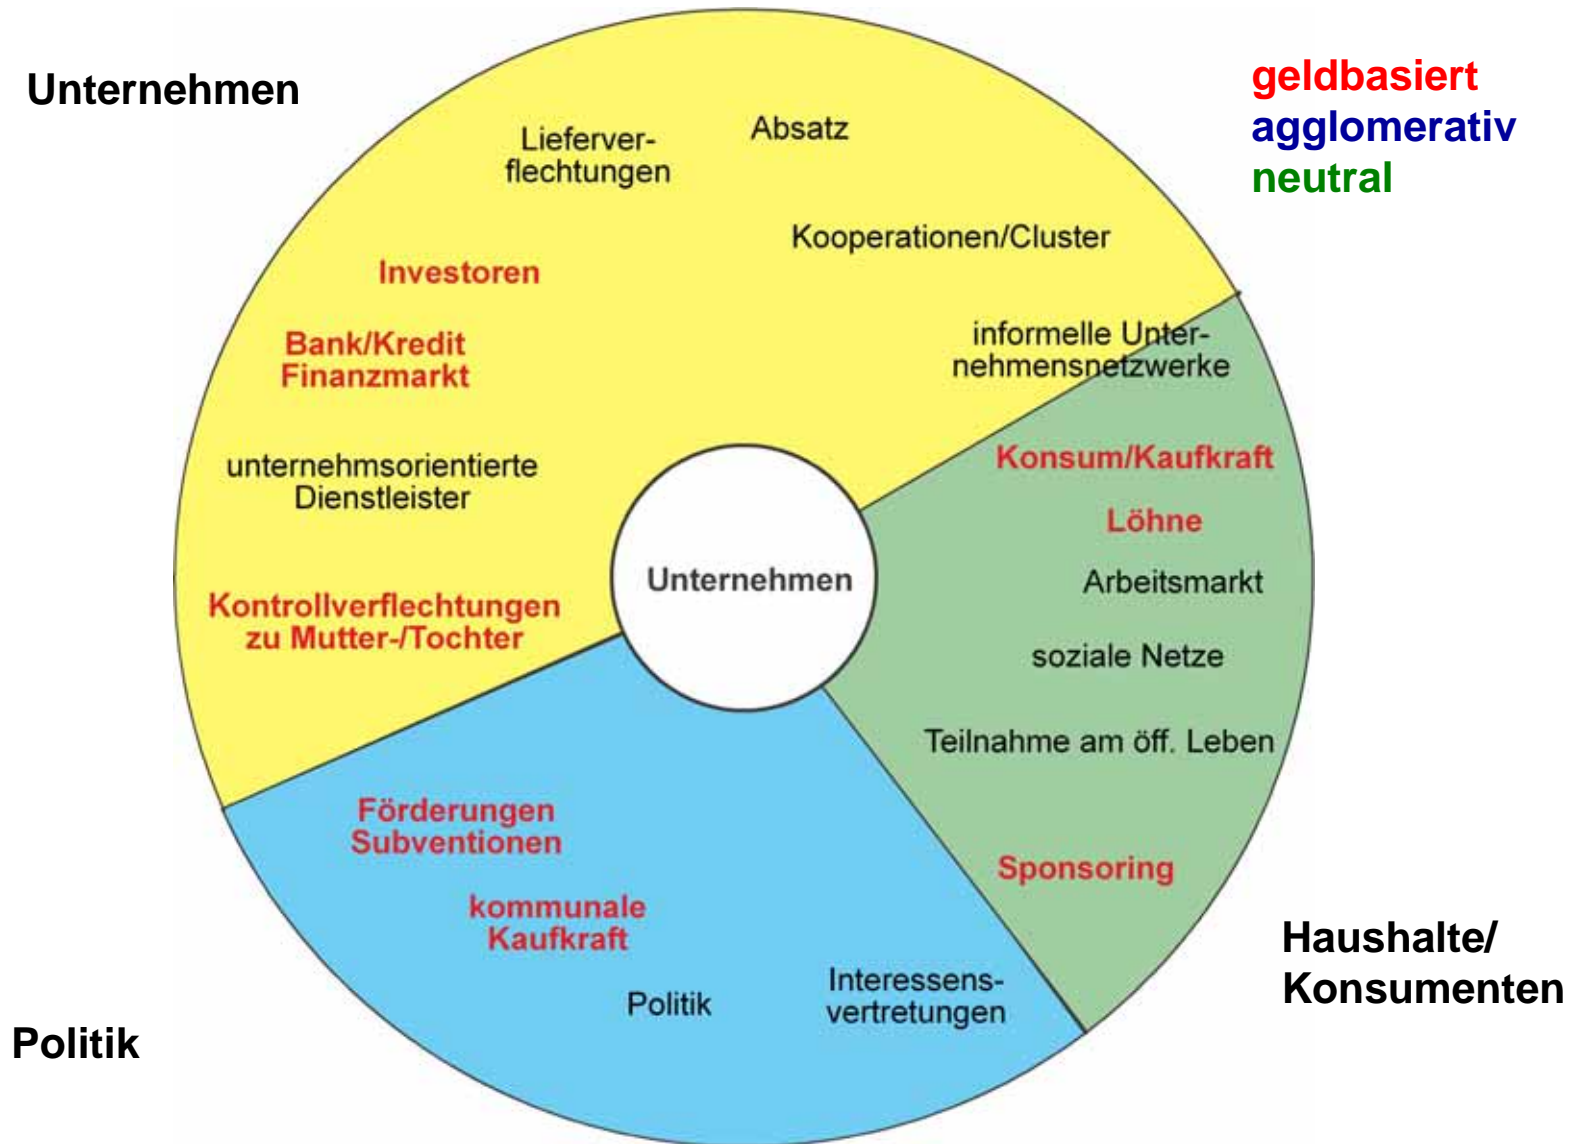 Unternehmen
geldbasiert
agglomerativ
neutral
Lieferver-
flechtungen
Absatz
Kooperationen/Cluster
Investoren
informelle Unter-
nehmensnetzwerke
Bank/Kredit
Finanzmarkt
Konsum/Kaufkraft
unternehmsorientierte
Dienstleister
Löhne
Unternehmen
Arbeitsmarkt
Kontrollverflechtungen
zu Mutter-/Tochter
soziale Netze
Teilnahme am öff. Leben
Förderungen
Subventionen
Sponsoring
kommunale
Kaufkraft
Haushalte/
Konsumenten
Interessens-
vertretungen
Politik
Politik